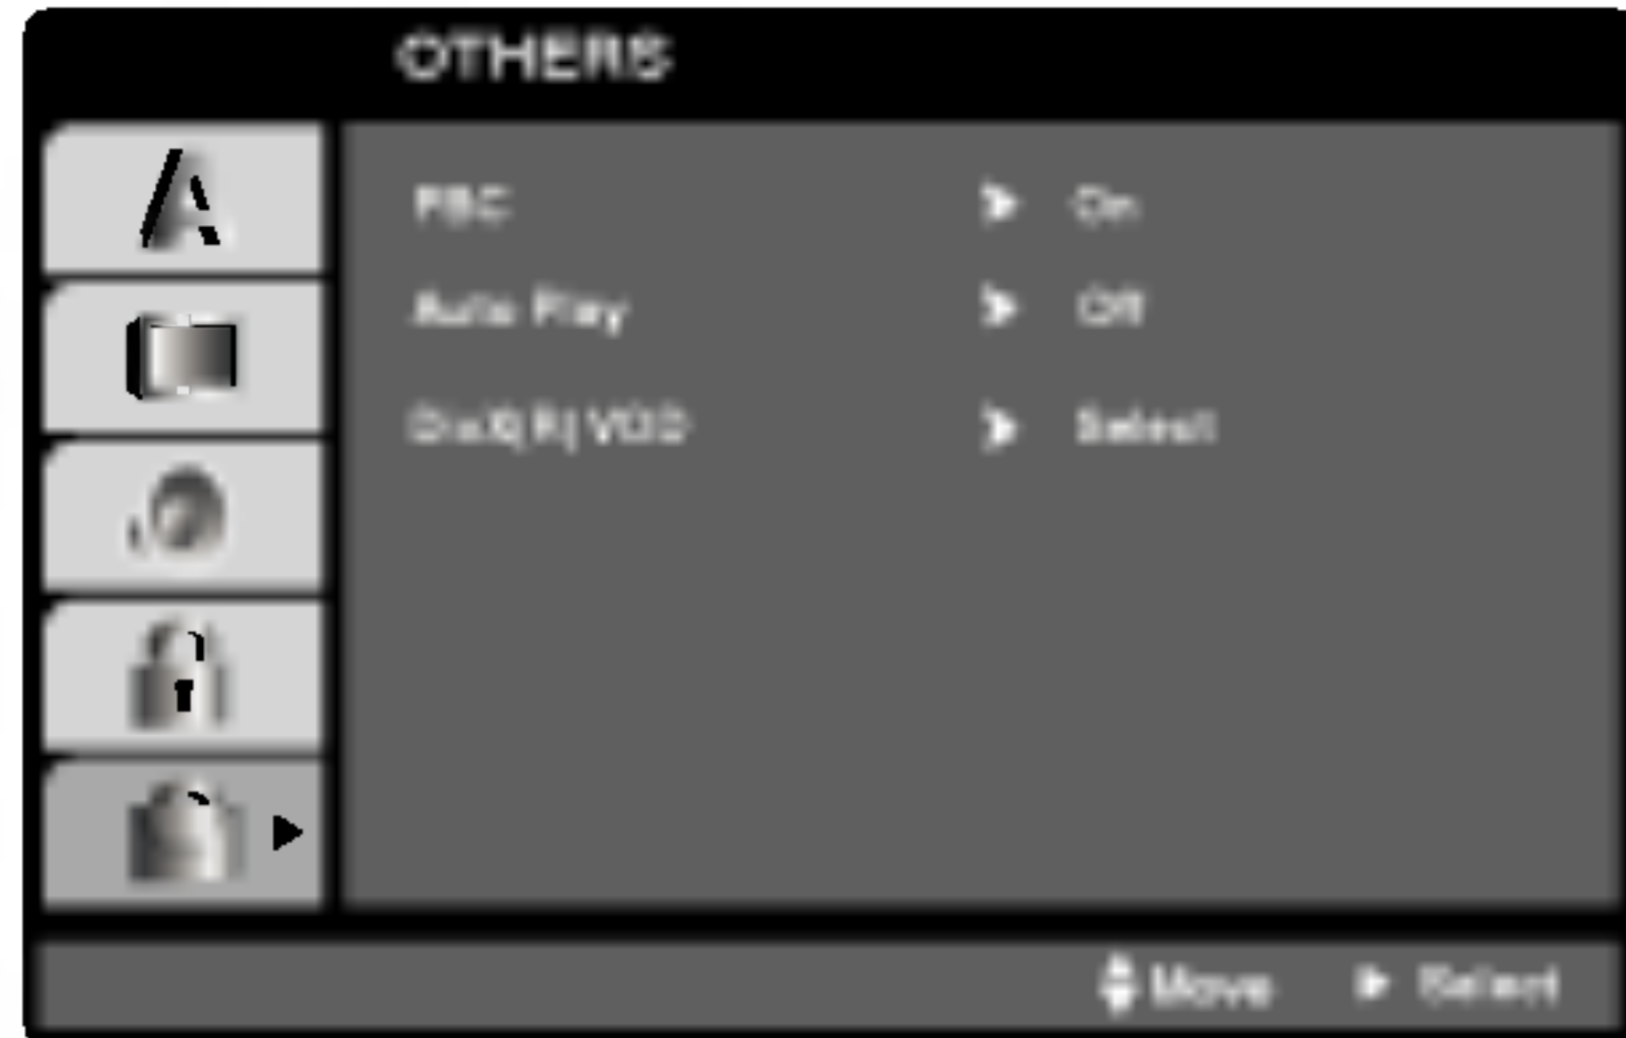 OTHERS
PBC On
Auto Play Off
DivX(R) VOD Select
Move Select